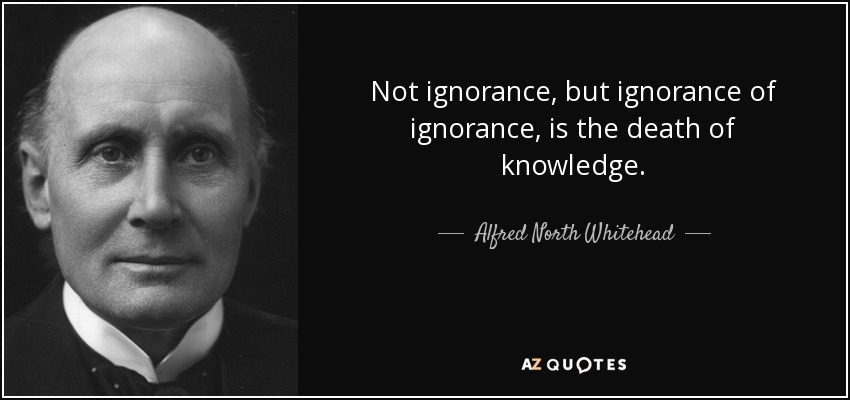 Not ignorance, but ignorance of
ignorance, is the death of
knowledge.
Alfred North Whitehead
AZ QUOTES